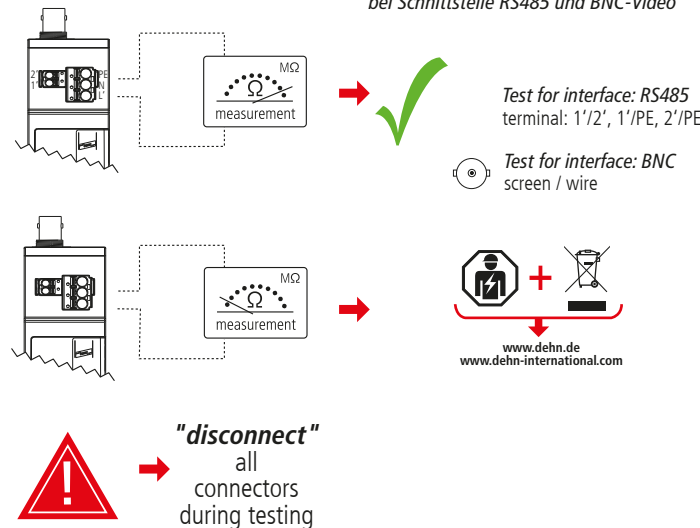 bei Schnittstelle RS485 und BNC-Video
2' PE
1' N
L'
MΩ
Ω
measurement
Test for interface: RS485
terminal: 1'/2', 1'/PE, 2'/PE
Test for interface: BNC
screen / wire
MΩ
Ω
measurement
+
www.dehn.de
www.dehn-international.com
!
"disconnect"
all
connectors
during testing